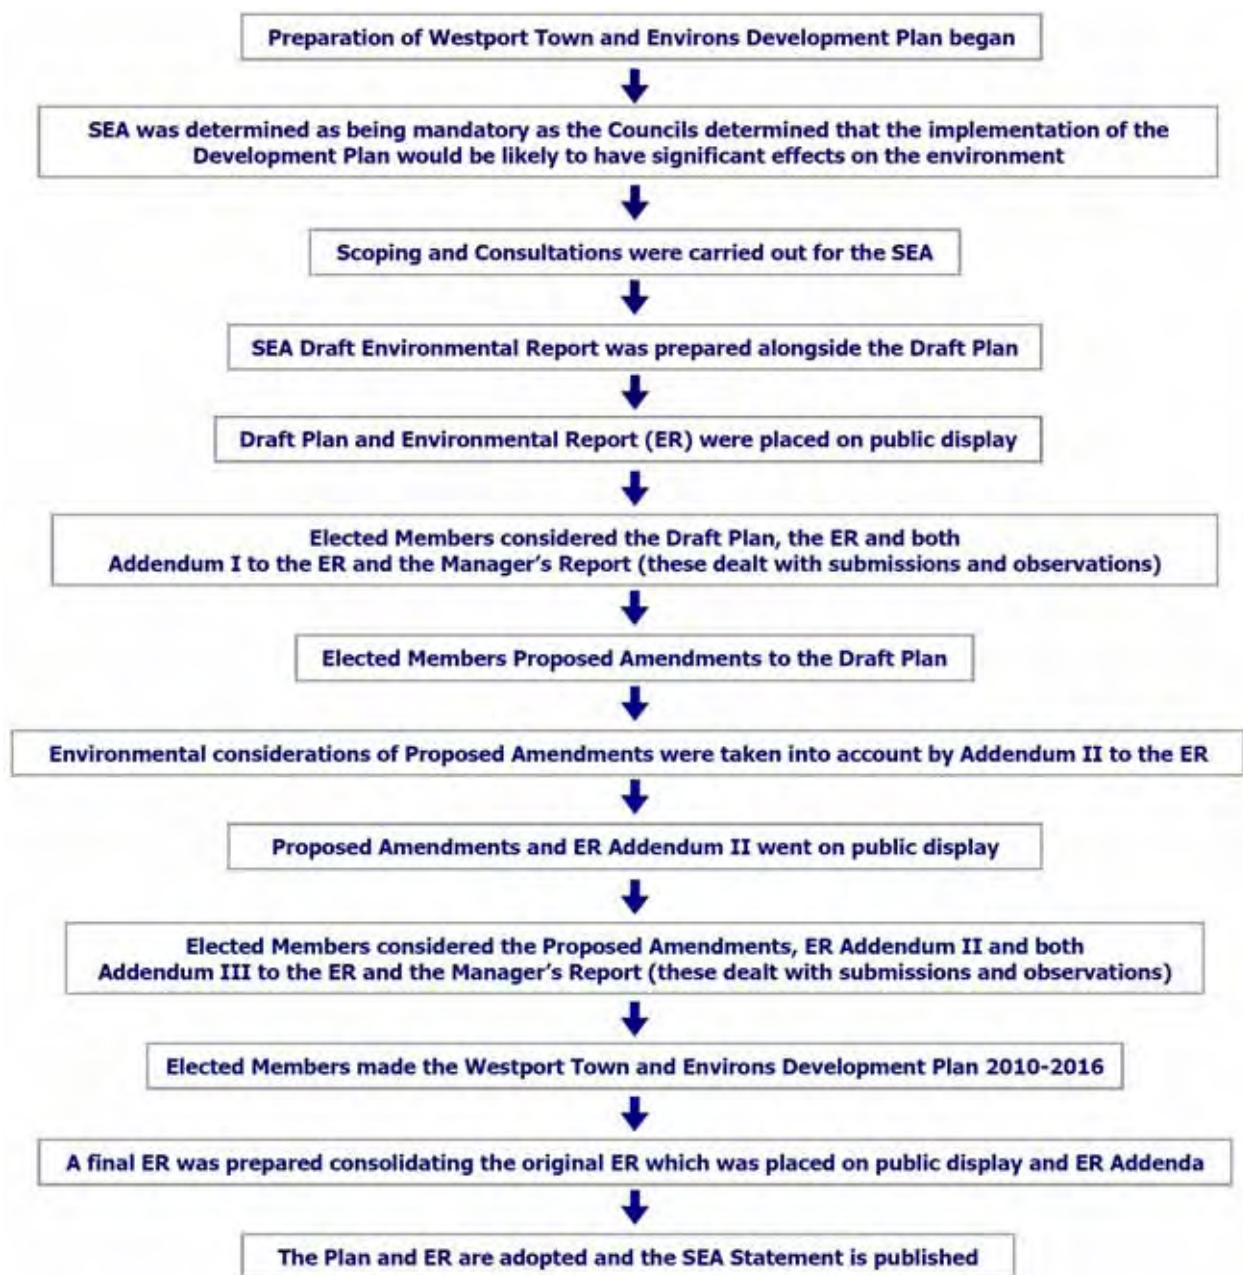 Preparation of Westport Town and Environs Development Plan began
SEA was determined as being mandatory as the Councils determined that the implementation of the
Development Plan would be likely to have significant effects on the environment
Scoping and Consultations were carried out for the SEA
SEA Draft Environmental Report was prepared alongside the Draft Plan
Draft Plan and Environmental Report (ER) were placed on public display
Elected Members considered the Draft Plan, the ER and both
Addendum I to the ER and the Manager’s Report (these dealt with submissions and observations)
Elected Members Proposed Amendments to the Draft Plan
Environmental considerations of Proposed Amendments were taken into account by Addendum II to the ER
Proposed Amendments and ER Addendum II went on public display
Elected Members considered the Proposed Amendments, ER Addendum II and both
Addendum III to the ER and the Manager’s Report (these dealt with submissions and observations)
Elected Members made the Westport Town and Environs Development Plan 2010-2016
A final ER was prepared consolidating the original ER which was placed on public display and ER Addenda
The Plan and ER are adopted and the SEA Statement is published